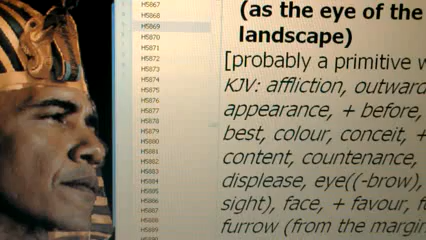 H5867
H5868
H5869
H5870
H5871
H5872
H5873
H5874
H5875
H5876
H5877
H5878
H5879
H5880
H5881
H5882
H5883
H5884
H5885
H5886
H5887
H5888
H5889
(as the eye of the
landscape)
[probably a primitive w
KJV: affliction, outward
appearance, + before,
best, colour, conceit, +
content, countenance,
displease, eye((-brow),
sight), face, + favour, f
furrow (from the margin